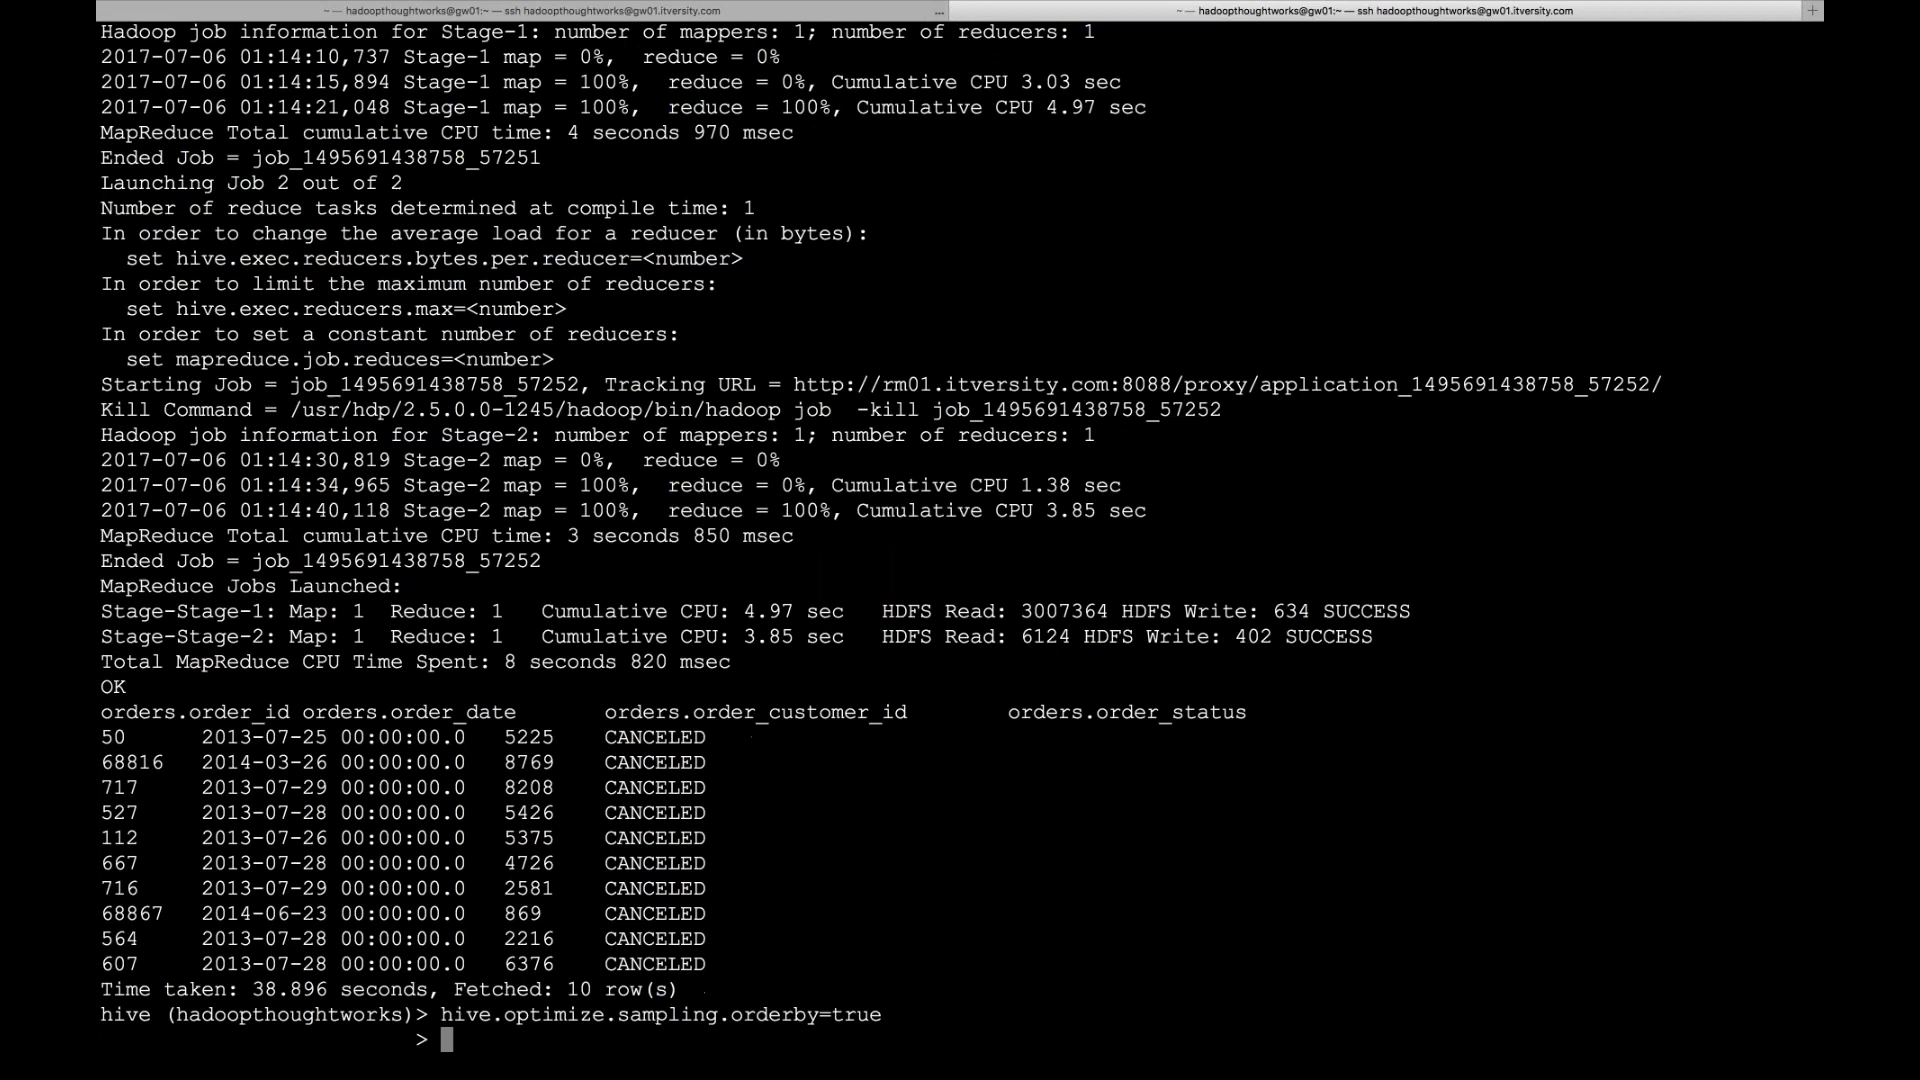 ~ — hadoopthoughtworks@gw01:~ — ssh hadoopthoughtworks@gw01.itversity.com ... ~ — hadoopthoughtworks@gw01:~ — ssh hadoopthoughtworks@gw01.itversity.com +
Hadoop job information for Stage-1: number of mappers: 1; number of reducers: 1
2017-07-06 01:14:10,737 Stage-1 map = 0%,  reduce = 0%
2017-07-06 01:14:15,894 Stage-1 map = 100%,  reduce = 0%, Cumulative CPU 3.03 sec
2017-07-06 01:14:21,048 Stage-1 map = 100%,  reduce = 100%, Cumulative CPU 4.97 sec
MapReduce Total cumulative CPU time: 4 seconds 970 msec
Ended Job = job_1495691438758_57251
Launching Job 2 out of 2
Number of reduce tasks determined at compile time: 1
In order to change the average load for a reducer (in bytes):
  set hive.exec.reducers.bytes.per.reducer=<number>
In order to limit the maximum number of reducers:
  set hive.exec.reducers.max=<number>
In order to set a constant number of reducers:
  set mapreduce.job.reduces=<number>
Starting Job = job_1495691438758_57252, Tracking URL = http://rm01.itversity.com:8088/proxy/application_1495691438758_57252/
Kill Command = /usr/hdp/2.5.0.0-1245/hadoop/bin/hadoop job  -kill job_1495691438758_57252
Hadoop job information for Stage-2: number of mappers: 1; number of reducers: 1
2017-07-06 01:14:30,819 Stage-2 map = 0%,  reduce = 0%
2017-07-06 01:14:34,965 Stage-2 map = 100%,  reduce = 0%, Cumulative CPU 1.38 sec
2017-07-06 01:14:40,118 Stage-2 map = 100%,  reduce = 100%, Cumulative CPU 3.85 sec
MapReduce Total cumulative CPU time: 3 seconds 850 msec
Ended Job = job_1495691438758_57252
MapReduce Jobs Launched:
Stage-Stage-1: Map: 1  Reduce: 1   Cumulative CPU: 4.97 sec   HDFS Read: 3007364 HDFS Write: 634 SUCCESS
Stage-Stage-2: Map: 1  Reduce: 1   Cumulative CPU: 3.85 sec   HDFS Read: 6124 HDFS Write: 402 SUCCESS
Total MapReduce CPU Time Spent: 8 seconds 820 msec
OK
orders.order_id orders.order_date       orders.order_customer_id        orders.order_status
50      2013-07-25 00:00:00.0   5225    CANCELED
68816   2014-03-26 00:00:00.0   8769    CANCELED
717     2013-07-29 00:00:00.0   8208    CANCELED
527     2013-07-28 00:00:00.0   5426    CANCELED
112     2013-07-26 00:00:00.0   5375    CANCELED
667     2013-07-28 00:00:00.0   4726    CANCELED
716     2013-07-29 00:00:00.0   2581    CANCELED
68867   2014-06-23 00:00:00.0   869     CANCELED
564     2013-07-28 00:00:00.0   2216    CANCELED
607     2013-07-28 00:00:00.0   6376    CANCELED
Time taken: 38.896 seconds, Fetched: 10 row(s)
hive (hadoopthoughtworks)> hive.optimize.sampling.orderby=true
                         >